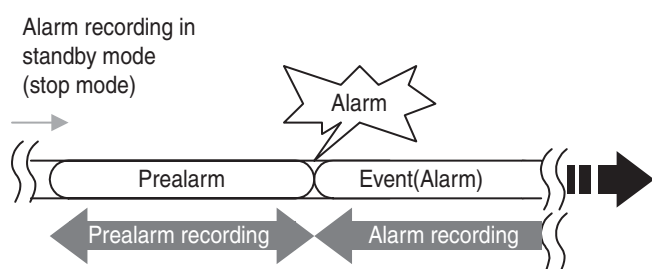 Alarm recording in
standby mode
(stop mode)
Alarm
Prealarm
Event(Alarm)
Prealarm recording
Alarm recording